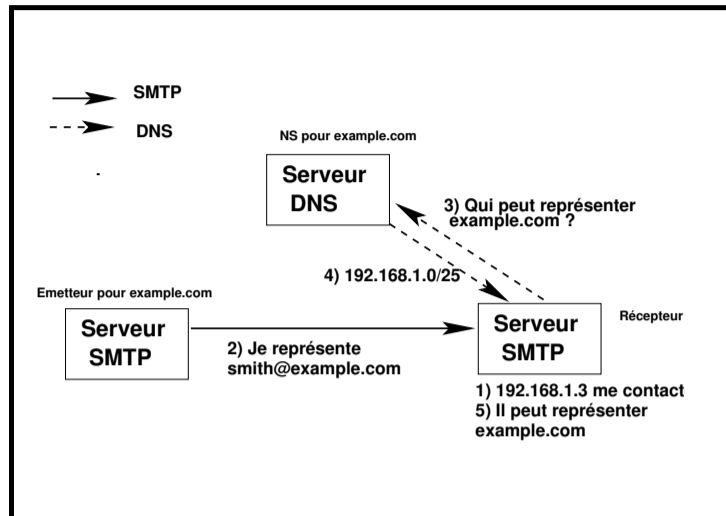 SMTP
DNS
NS pour example.com
Serveur
DNS
3) Qui peut représenter
example.com ?
4) 192.168.1.0/25
Emetteur pour example.com
Serveur
SMTP
2) Je représente
smith@example.com
Serveur
SMTP
Récepteur
1) 192.168.1.3 me contact
5) Il peut représenter
example.com